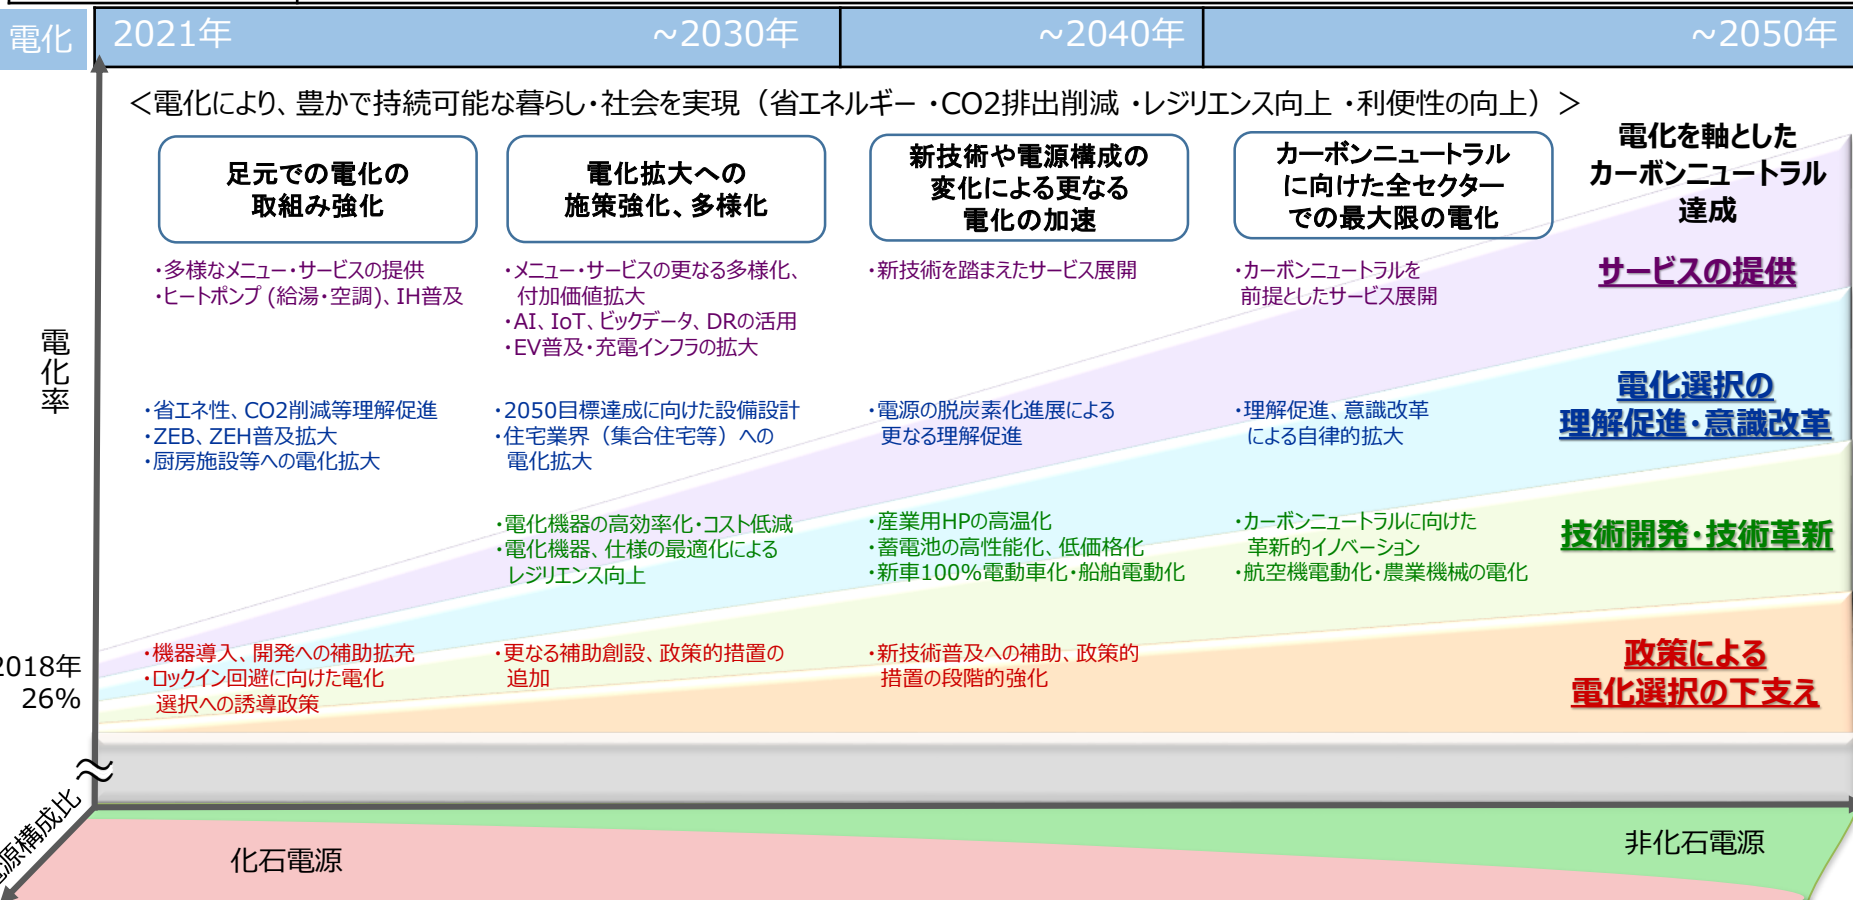 電化
2021年
~2030年
~2040年
~2050年
＜電化により、豊かで持続可能な暮らし・社会を実現（省エネルギー・CO2排出削減・レジリエンス向上・利便性の向上）＞
足元での電化の
取組み強化
電化拡大への
施策強化、多様化
新技術や電源構成の
変化による更なる
電化の加速
カーボンニュートラル
に向けた全セクター
での最大限の電化
電化を軸とした
カーボンニュートラル
達成
・多様なメニュー・サービスの提供
・ヒートポンプ (給湯・空調)、IH普及
・メニュー・サービスの更なる多様化、
付加価値拡大
・AI、IoT、ビックデータ、DRの活用
・EV普及・充電インフラの拡大
・新技術を踏まえたサービス展開
・カーボンニュートラルを
前提としたサービス展開
サービスの提供
電化率
・省エネ性、CO2削減等理解促進
・ZEB、ZEH普及拡大
・厨房施設等への電化拡大
・2050目標達成に向けた設備設計
・住宅業界（集合住宅等）への
電化拡大
・電源の脱炭素化進展による
更なる理解促進
・理解促進、意識改革
による自律的拡大
電化選択の
理解促進・意識改革
・電化機器の高効率化・コスト低減
・電化機器、仕様の最適化による
レジリエンス向上
・産業用HPの高温化
・蓄電池の高性能化、低価格化
・新車100%電動車化・船舶電動化
・カーボンニュートラルに向けた
革新的イノベーション
・航空機電動化・農業機械の電化
技術開発・技術革新
2018年
26%
・機器導入、開発への補助拡充
・ロックイン回避に向けた電化
選択への誘導政策
・更なる補助創設、政策的措置の
追加
・新技術普及への補助、政策的
措置の段階的強化
政策による
電化選択の下支え
電源構成比
化石電源
非化石電源